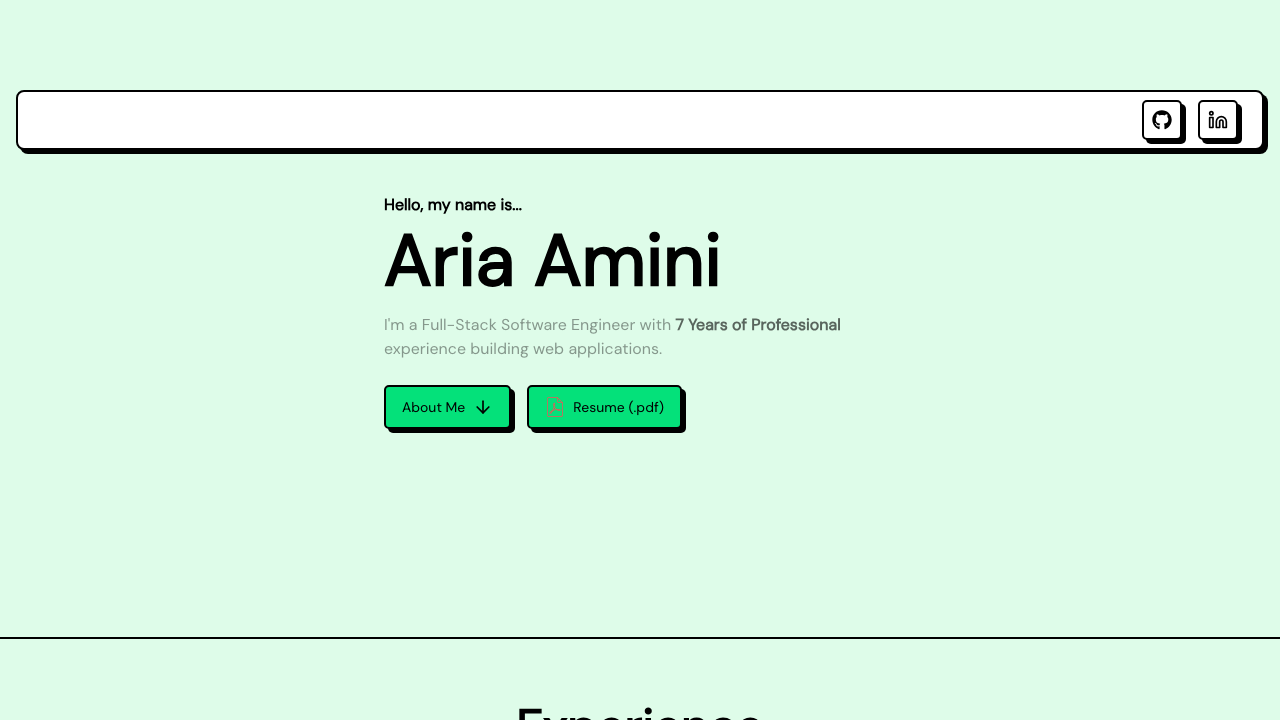 Hello, my name is...
Aria Amini
I'm a Full-Stack Software Engineer with 7 Years of Professional
experience building web applications.
About Me
Resume (.pdf)
Experience